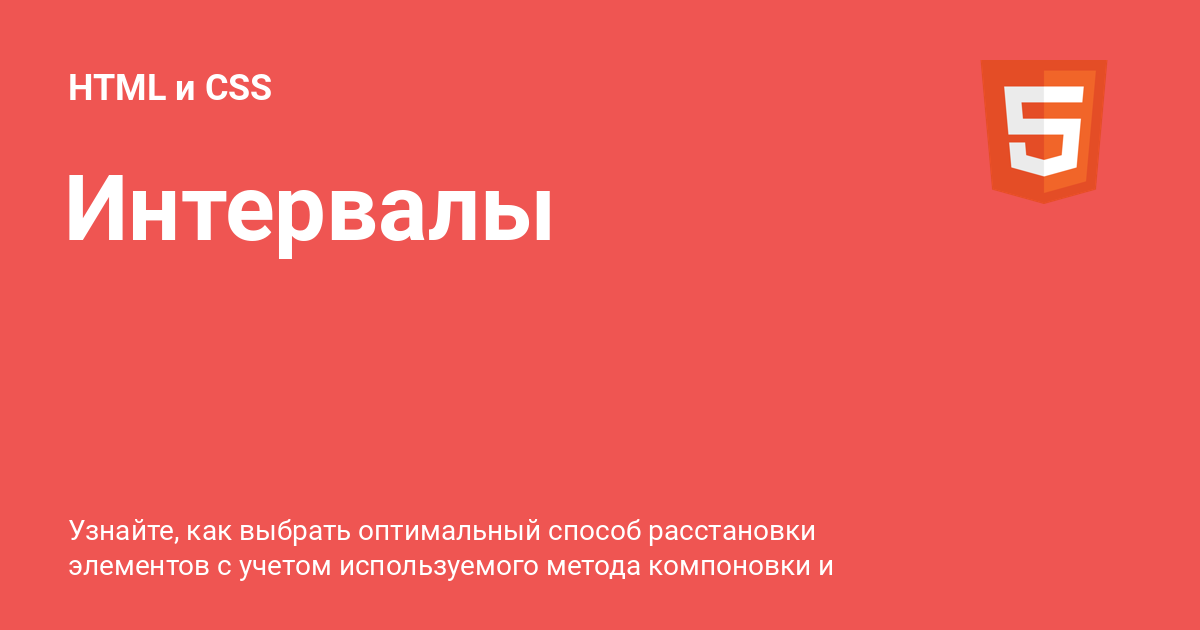 HTML и CSS
Интервалы
Узнайте, как выбрать оптимальный способ расстановки
элементов с учетом используемого метода компоновки и